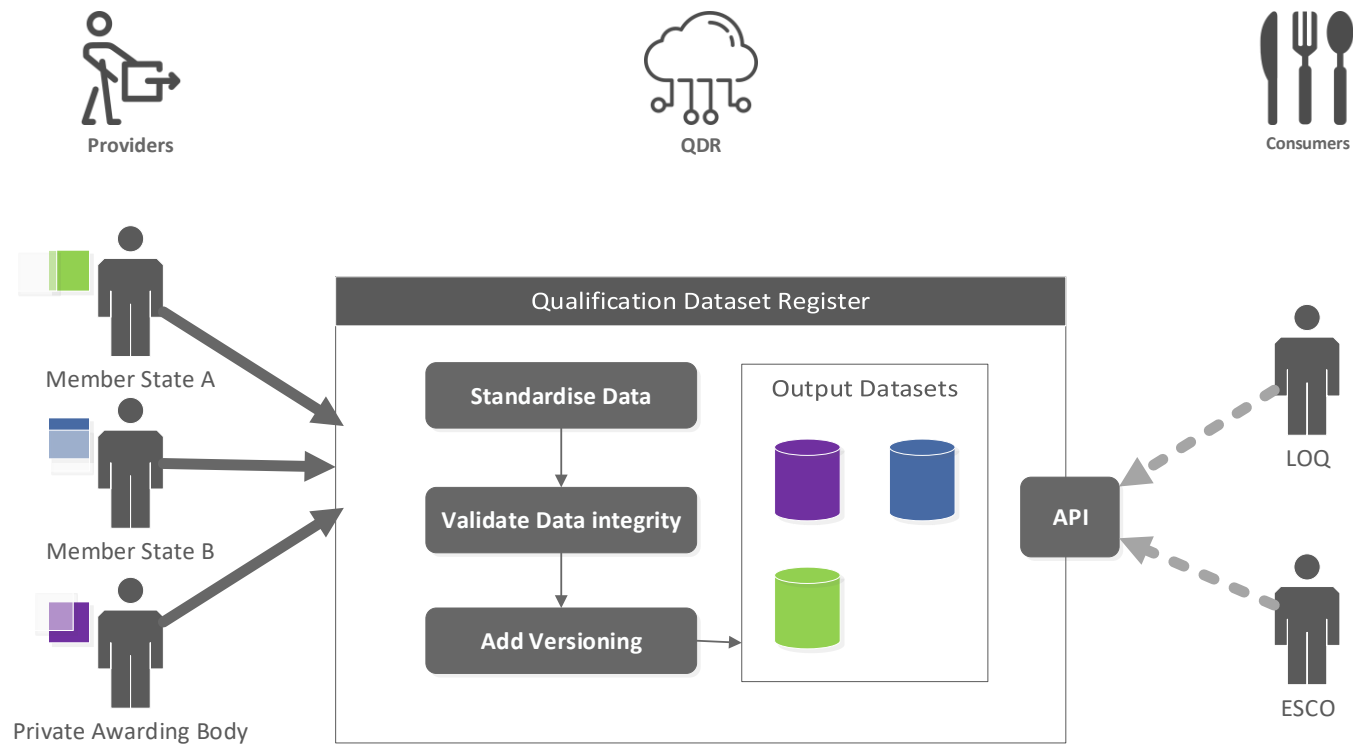 Providers
QDR
Consumers
Member State A
Member State B
Private Awarding Body
Qualification Dataset Register
Standardise Data
Validate Data integrity
Add Versioning
Output Datasets
API
LOQ
ESCO